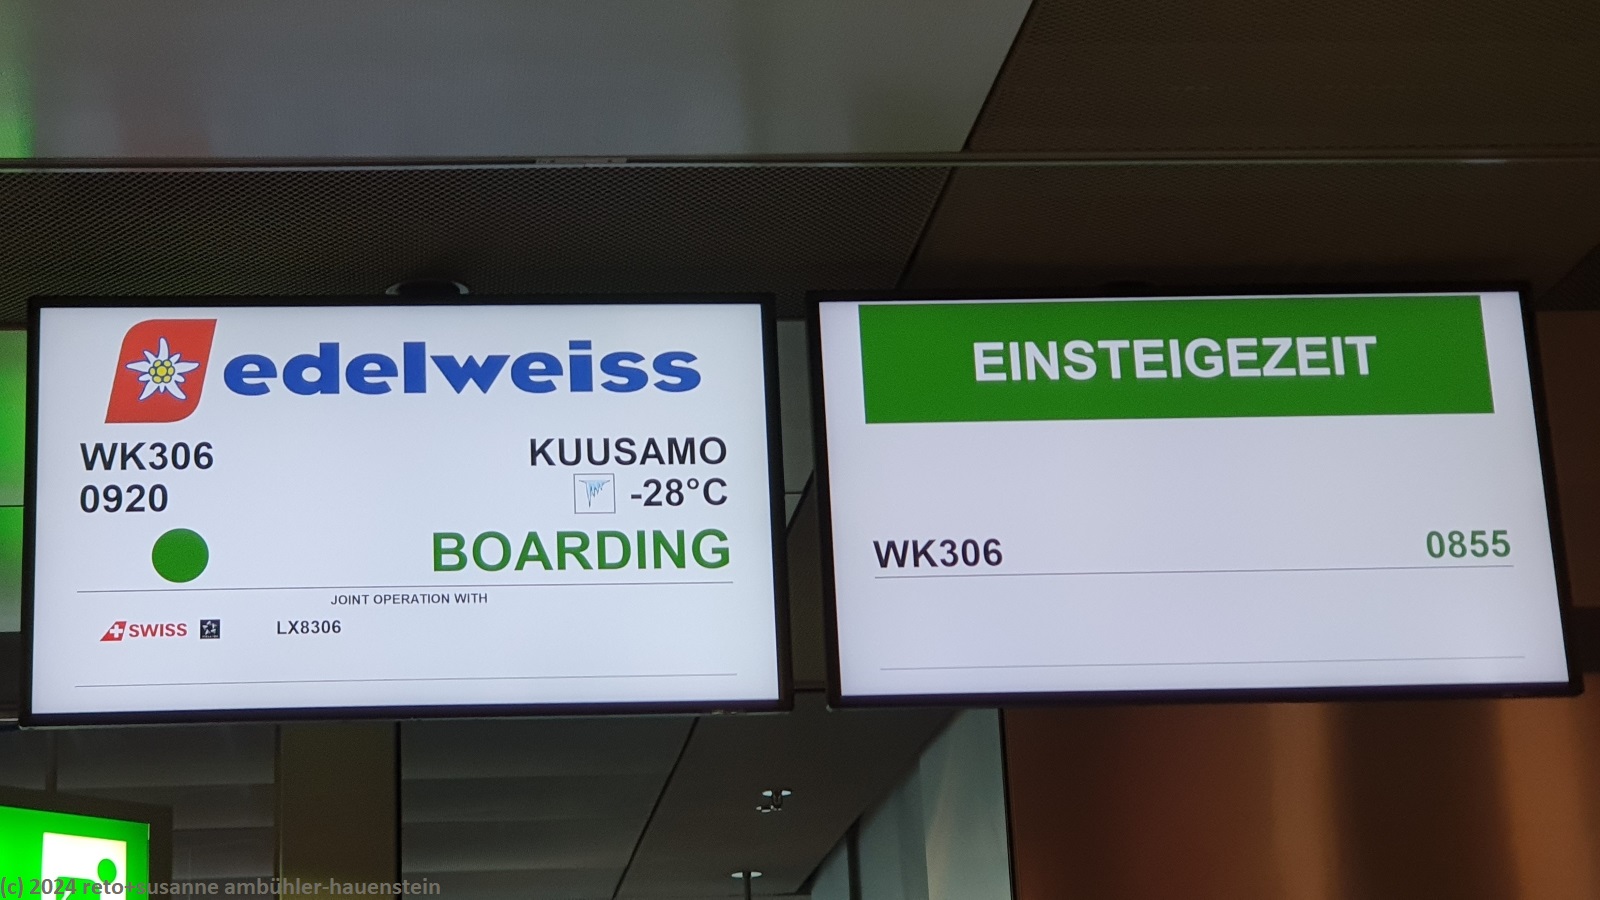 edelweiss
WK306
KUUSAMO
0920
-28°C
BOARDING
JOINT OPERATION WITH
SWISS
LX8306
EINSTEIGEZEIT
WK306
0855
(c) 2024 reto+susanne ambühler-hauenstein